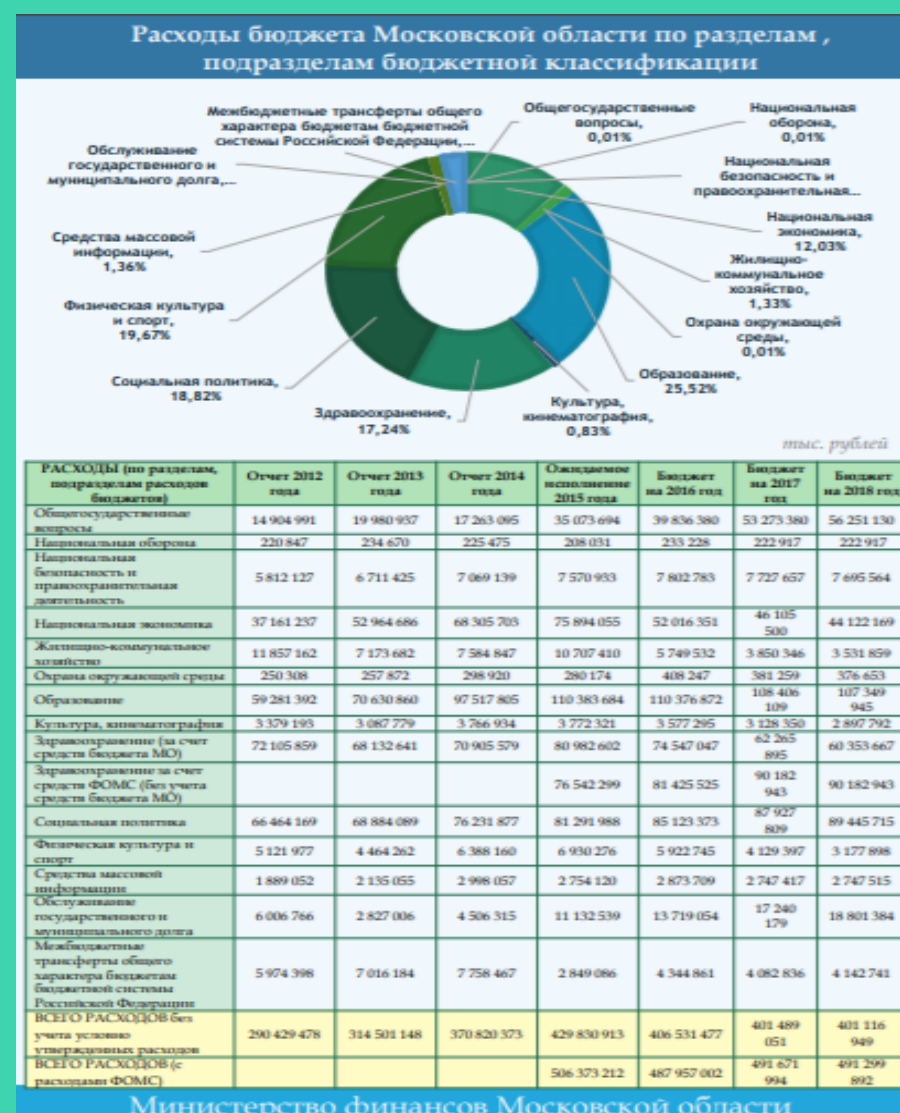 Расходы бюджета Московской области по разделам ,
подразделам бюджетной классификации
Межбюджетные трансферты общего
характера бюджетам бюджетной
системы Российской Федерации,...
Общегосударственные
вопросы,
0,01%
Национальная
оборона,
0,01%
Обслуживание
государственного и
муниципального долга,...
Национальная
безопасность и
правоохранительная...
Национальная
экономика,
12,03%
Средства массовой
информации,
1,36%
Жилищно-
коммунальное
хозяйство,
1,33%
Физическая культура
и спорт,
19,67%
Охрана окружающей
среды,
0,01%
Социальная политика,
18,82%
Образование,
25,52%
Здравоохранение,
17,24%
Культура,
кинематография,
0,83%
тыс. рублей
РАСХОДЫ (по разделам,
подразделам расходов
бюджетов)
Отчет 2012
года
Отчет 2013
года
Отчет 2014
года
Ожидаемое
исполнение
2015 года
Бюджет
на 2016 год
Бюджет
на 2017
год
Бюджет
на 2018 год
Общегосударственные
вопросы
14 904 991 19 980 937 17 263 095 35 073 694 39 836 380 53 273 380 56 251 130
Национальная оборона 220 847 234 670 225 475 208 031 233 228 222 917 222 917
Национальная
безопасность и
правоохранительная
деятельность
5 812 127 6 711 425 7 069 139 7 570 933 7 802 783 7 727 657 7 695 564
Национальная экономика 37 161 237 52 964 686 68 305 703 75 894 055 52 016 351 46 105
500 44 122 169
Жилищно-коммунальное
хозяйство
11 857 162 7 173 682 7 584 847 10 707 410 5 749 532 3 850 346 3 531 859
Охрана окружающей среды 250 308 257 872 298 920 280 174 408 247 381 259 376 653
Образование 59 281 392 70 630 860 97 517 805 110 383 684 110 376 872 108 406
109 107 349
945
Культура, кинематография 3 379 193 3 087 779 3 766 934 3 772 321 3 577 295 3 128 350 2 897 792
Здравоохранение (за счет
средств бюджета МО)
72 105 859 68 132 641 70 905 579 80 982 602 74 547 047 62 265
895 60 353 667
Здравоохранение за счет
средств ФОМС (без учета
средств бюджета МО)
76 542 299 81 425 525 90 182
943 90 182 943
Социальная политика 66 464 169 68 884 089 76 231 877 81 291 988 85 123 373 87 927
809 89 445 715
Физическая культура и
спорт
5 121 977 4 464 262 6 388 160 6 930 276 5 922 745 4 129 397 3 177 898
Средства массовой
информации
1 889 052 2 135 055 2 998 057 2 754 120 2 873 709 2 747 417 2 747 515
Обслуживание
государственного и
муниципального долга
6 006 766 2 827 006 4 506 315 11 132 539 13 719 054 17 240
179 18 801 384
Межбюджетные
трансферты общего
характера бюджетам
бюджетной системы
Российской Федерации
5 974 398 7 016 184 7 758 467 2 849 086 4 344 861 4 082 836 4 142 741
ВСЕГО РАСХОДОВ без
учета условно
утвержденных расходов
290 429 478 314 501 148 370 820 373 429 830 913 406 531 477 401 489
051 401 116
949
ВСЕГО РАСХОДОВ (с
расходами ФОМС)
506 373 212 487 957 002 491 671
994 491 299
892
Министерство финансов Московской области